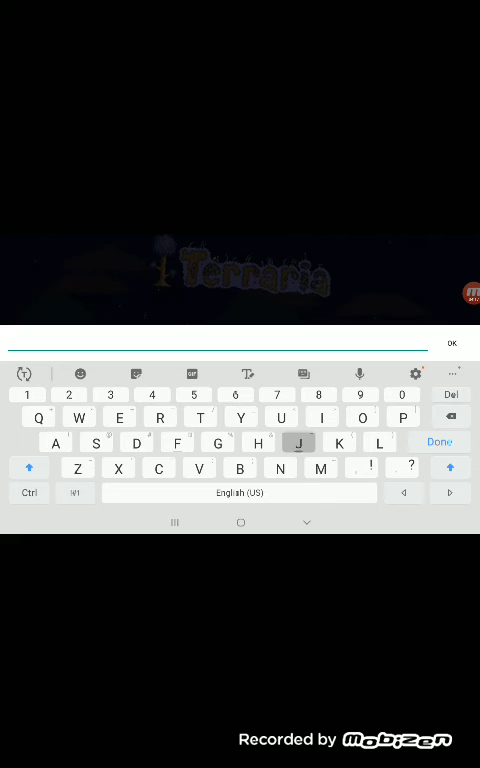 Terraria
OK
1 2 3 4 5 6 7 8 9 0 Del
Q W E R T Y U I O P
A S D F G H J K L Done
Z X C V B N M ! ?
Ctrl !#1 English (US)
Recorded by Mobizen